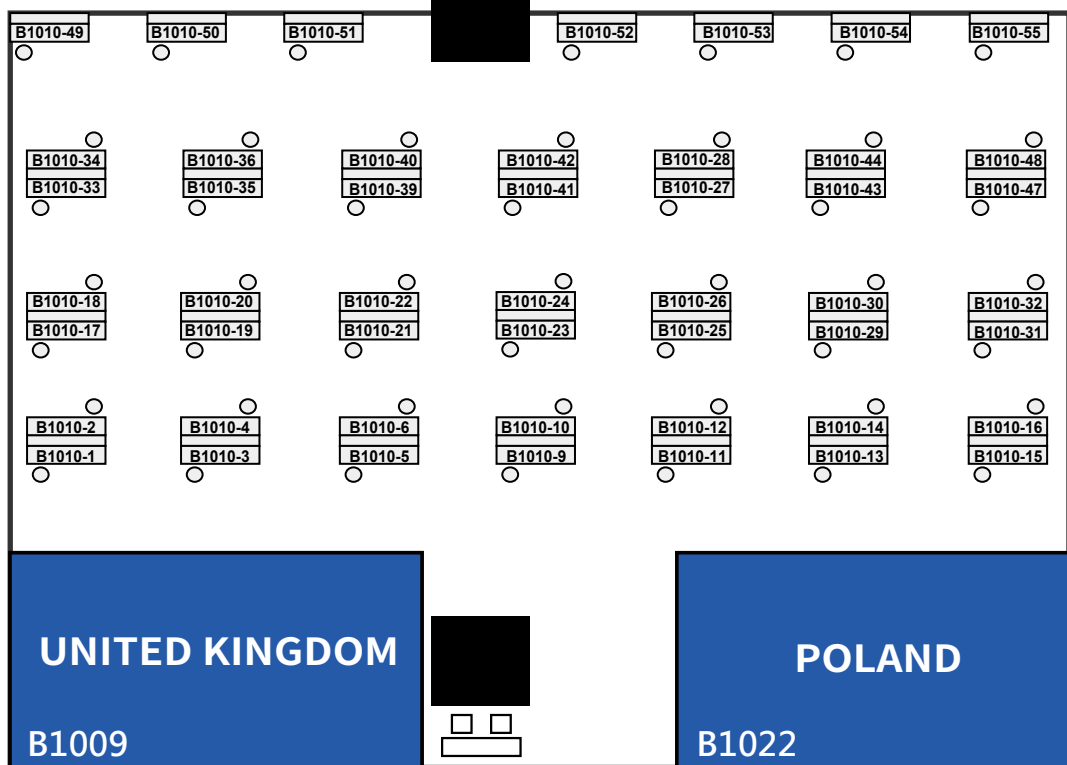 B1010-49 B1010-50 B1010-51 B1010-52 B1010-53 B1010-54 B1010-55
B1010-34 B1010-36 B1010-40 B1010-42 B1010-28 B1010-44 B1010-48
B1010-33 B1010-35 B1010-39 B1010-41 B1010-27 B1010-43 B1010-47
B1010-18 B1010-20 B1010-22 B1010-24 B1010-26 B1010-30 B1010-32
B1010-17 B1010-19 B1010-21 B1010-23 B1010-25 B1010-29 B1010-31
B1010-2 B1010-4 B1010-6 B1010-10 B1010-12 B1010-14 B1010-16
B1010-1 B1010-3 B1010-5 B1010-9 B1010-11 B1010-13 B1010-15
UNITED KINGDOM
B1009
POLAND
B1022